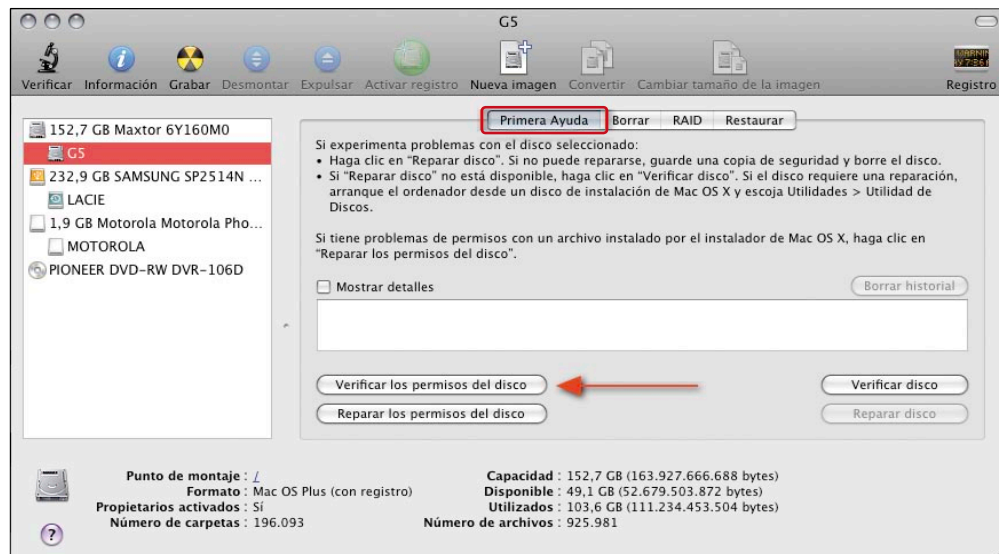 G5
Verificar Información Grabar Desmontar Expulsar Activar registro Nueva imagen Convertir Cambiar tamaño de la imagen Registro
152,7 GB Maxtor 6Y160M0
G5
232,9 GB SAMSUNG SP2514N ...
LACIE
1,9 GB Motorola Motorola Pho...
MOTOROLA
PIONEER DVD-RW DVR-106D
Primera Ayuda Borrar RAID Restaurar
Si experimenta problemas con el disco seleccionado:
• Haga clic en “Reparar disco”. Si no puede repararse, guarde una copia de seguridad y borre el disco.
• Si “Reparar disco” no está disponible, haga clic en “Verificar disco”. Si el disco requiere una reparación,
arranque el ordenador desde un disco de instalación de Mac OS X y escoja Utilidades > Utilidad de
Discos.
Si tiene problemas de permisos con un archivo instalado por el instalador de Mac OS X, haga clic en
“Reparar los permisos del disco”.
Mostrar detalles
Borrar historial
Verificar los permisos del disco
Verificar disco
Reparar los permisos del disco
Reparar disco
Punto de montaje : /
Formato : Mac OS Plus (con registro)
Propietarios activados : Sí
Número de carpetas : 196.093
Capacidad : 152,7 GB (163.927.666.688 bytes)
Disponible : 49,1 GB (52.679.503.872 bytes)
Utilizados : 103,6 GB (111.234.453.504 bytes)
Número de archivos : 925.981
?